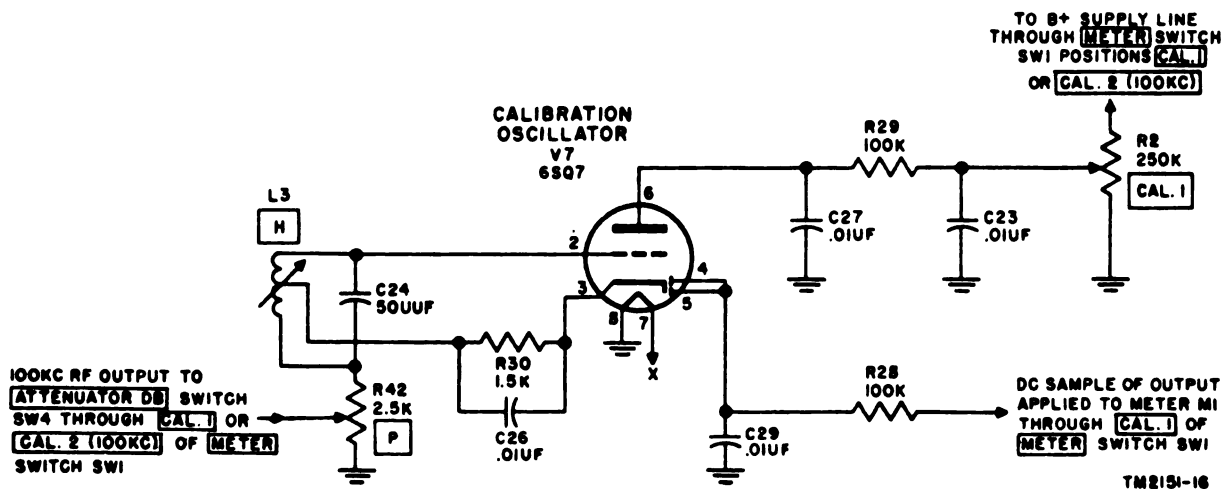 TO B+ SUPPLY LINE
THROUGH METER SWITCH
SW1 POSITIONS CAL. 1
OR CAL. 2 (100KC)
CALIBRATION
OSCILLATOR
V7
6SQ7
R29
100K
R2
250K
CAL. 1
6
L3
H
C27
.01UF
C23
.01UF
2
4
3
5
C24
50UUF
8
7
R30
1.5K
X
100KC RF OUTPUT TO
ATTENUATOR DB SWITCH
SW4 THROUGH CAL. 1 OR
CAL. 2 (100KC) OF METER
SWITCH SW1
R42
2.5K
P
C26
.01UF
R28
100K
C29
.01UF
DC SAMPLE OF OUTPUT
APPLIED TO METER M1
THROUGH CAL. 1 OF
METER SWITCH SW1
TM2151-16